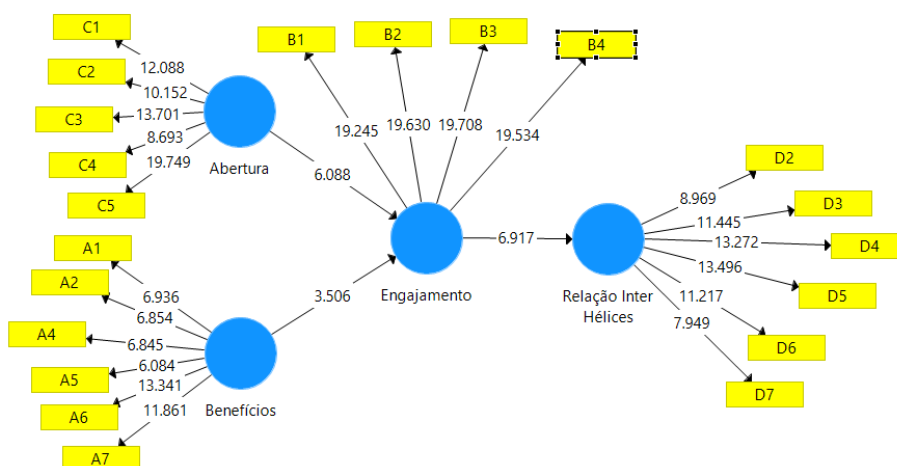 C1
C2
C3
C4
C5
12.088
10.152
13.701
8.693
19.749
Abertura
B1
B2
B3
B4
19.245
19.630
19.708
19.534
6.088
A1
A2
A4
A5
A6
A7
6.936
6.854
6.845
6.084
13.341
11.861
Benefícios
3.506
Engajamento
6.917
Relação Inter
Hélices
8.969
11.445
13.272
13.496
11.217
7.949
D2
D3
D4
D5
D6
D7